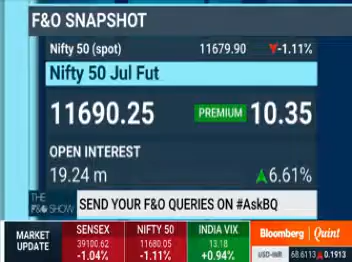 F&O SNAPSHOT
Nifty 50 (spot) 11679.90 ▼-1.11%
Nifty 50 Jul Fut
11690.25 PREMIUM 10.35
OPEN INTEREST
19.24 m ▲6.61%
THE
F&O SHOW
SEND YOUR F&O QUERIES ON #AskBQ
MARKET UPDATE
SENSEX
39100.62
-1.04%
NIFTY 50
11680.05
-1.11%
INDIA VIX
13.18
+0.94%
Bloomberg | Quint
USD-INR 68.6113 ▲0.1913